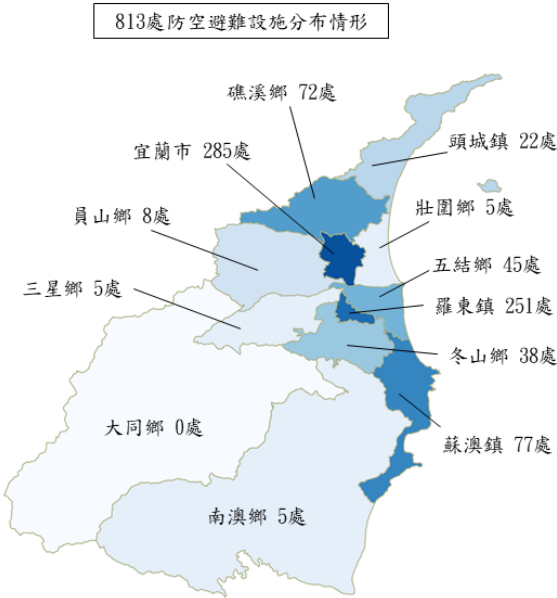 813處防空避難設施分布情形
礁溪鄉 72處
頭城鎮 22處
宜蘭市 285處
壯圍鄉 5處
員山鄉 8處
五結鄉 45處
三星鄉 5處
羅東鎮 251處
冬山鄉 38處
大同鄉 0處
蘇澳鎮 77處
南澳鄉 5處